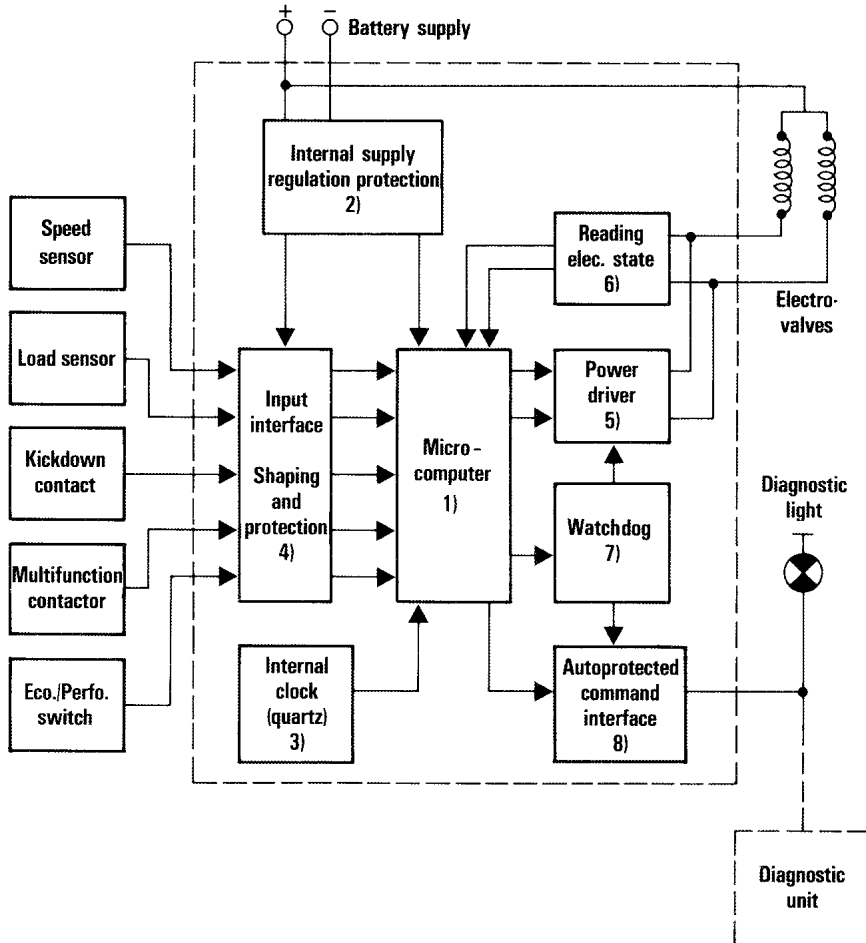 + −
Battery supply
Internal supply
regulation protection
2)
Speed
sensor
Reading
elec. state
6)
Electro-
valves
Load sensor
Input
interface
Shaping
and
protection
4)
Micro-
computer
1)
Power
driver
5)
Kickdown
contact
Diagnostic
light
Watchdog
7)
Multifunction
contactor
Eco./Perfo.
switch
Internal
clock
(quartz)
3)
Autoprotected
command
interface
8)
Diagnostic
unit